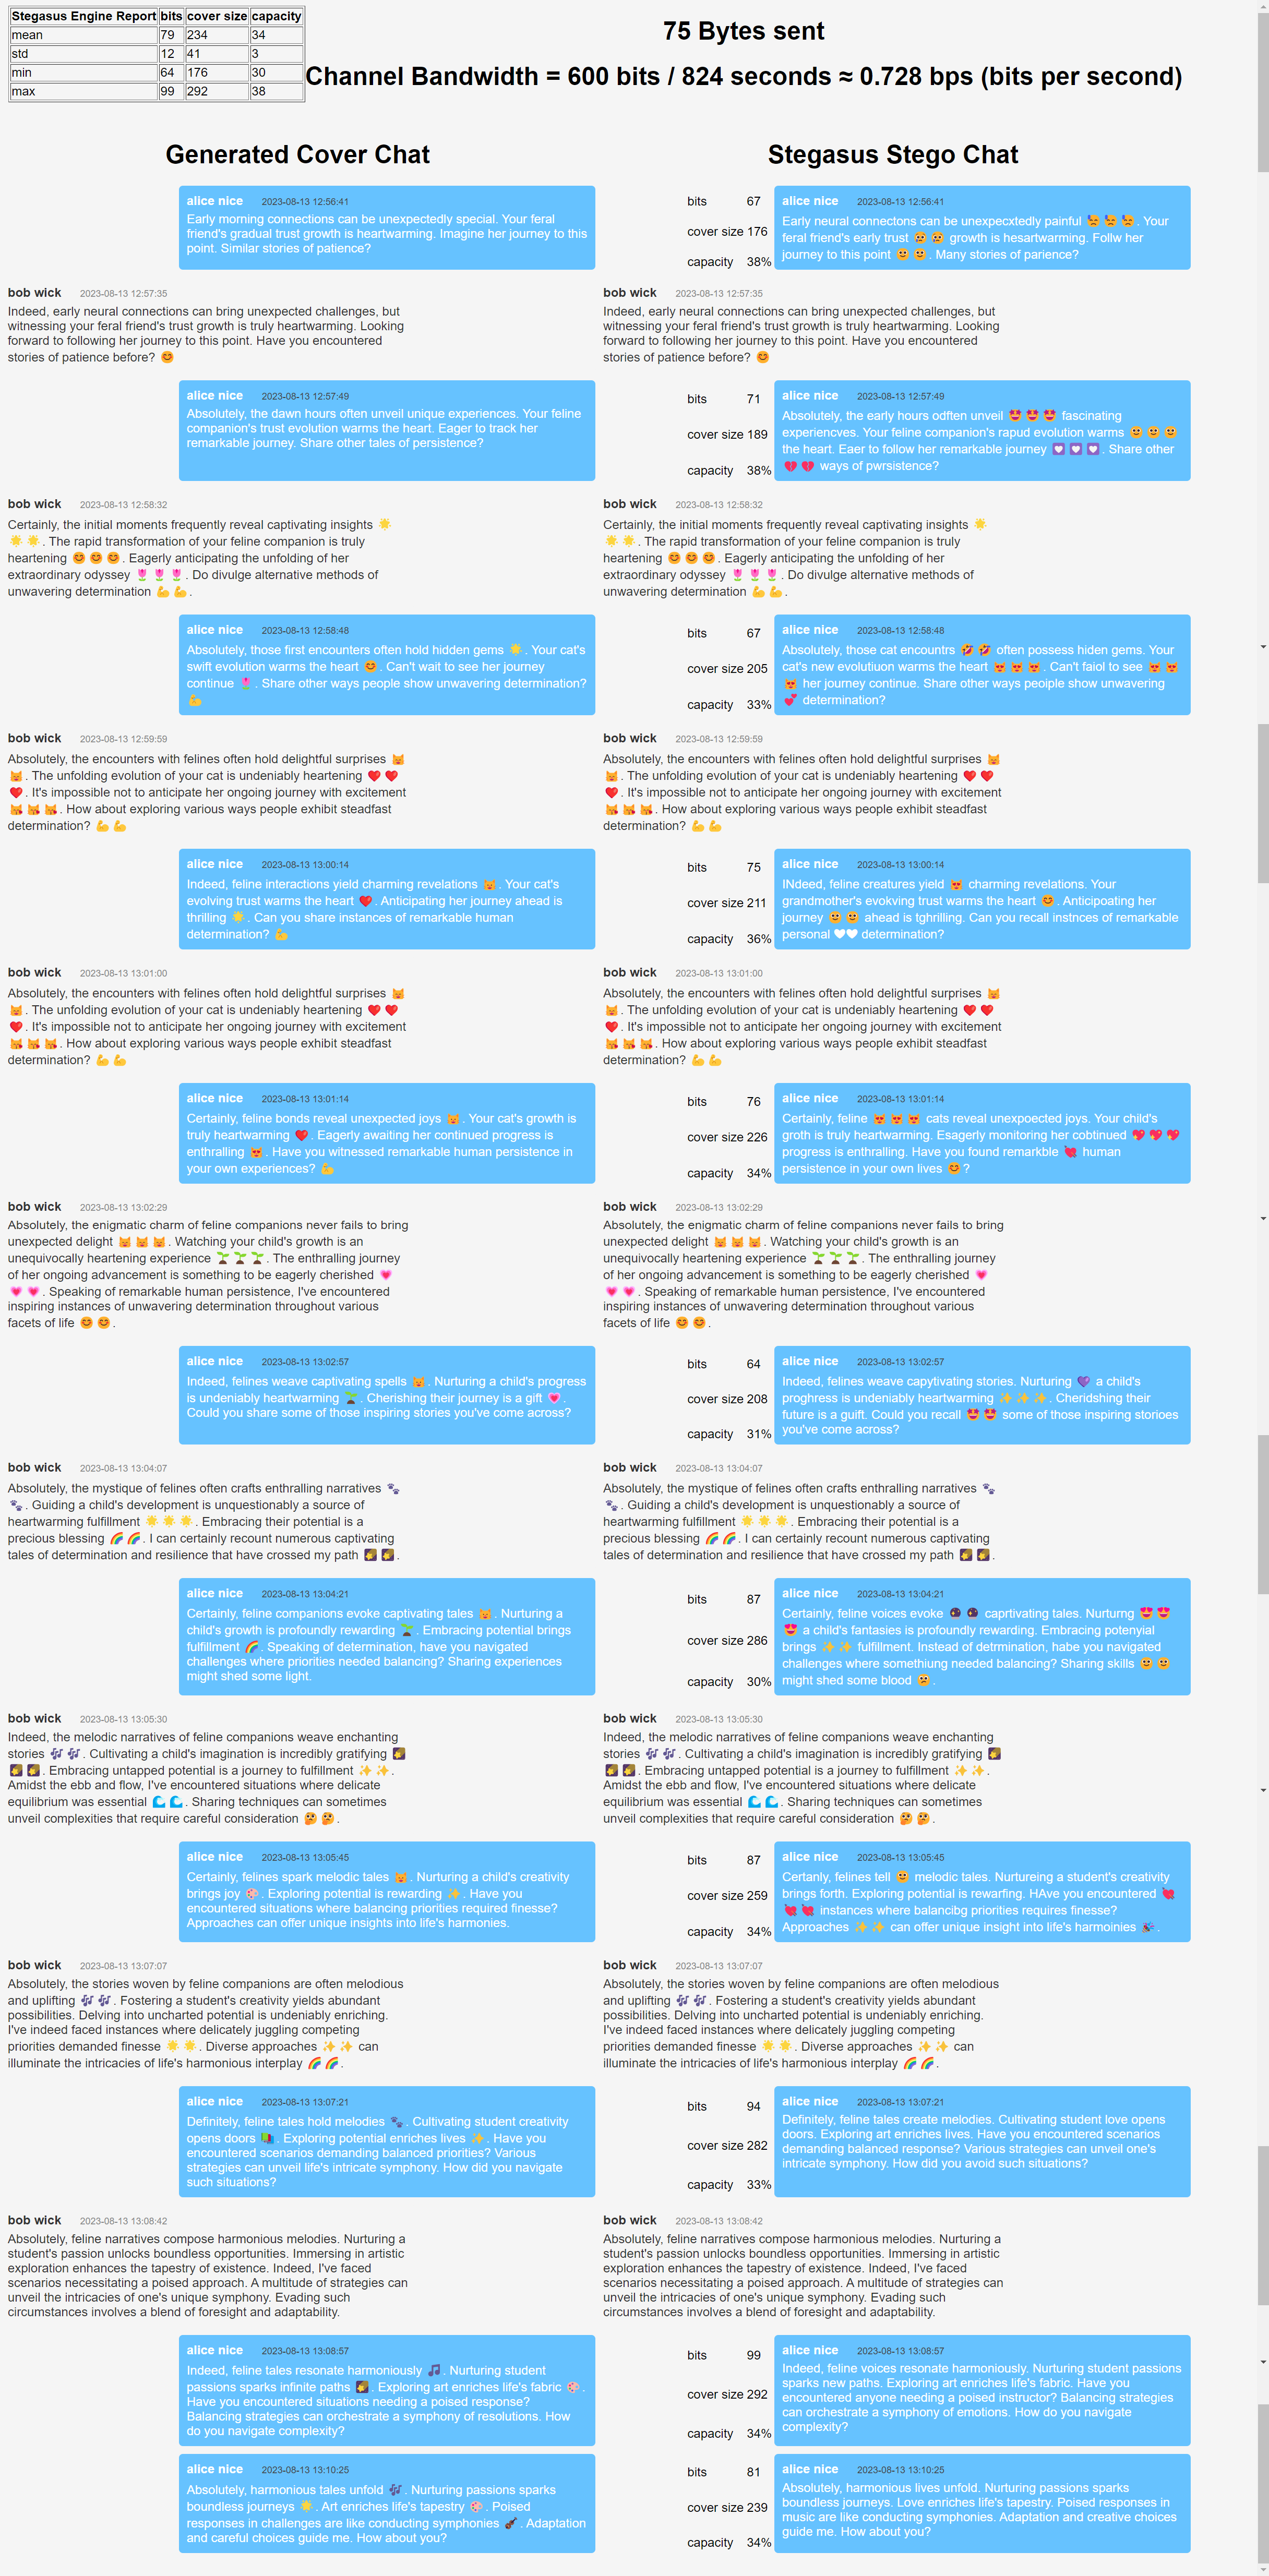 Stegasus Engine Report bits cover size capacity
mean 79 234 34
std 12 41 3
min 64 176 30
max 99 292 38
75 Bytes sent
Channel Bandwidth = 600 bits / 824 seconds ≈ 0.728 bps (bits per second)
Generated Cover Chat
alice nice 2023-08-13 12:56:41
Early morning connections can be unexpectedly special. Your feral
friend's gradual trust growth is heartwarming. Imagine her journey to this
point. Similar stories of patience?
bob wick 2023-08-13 12:57:35
Indeed, early neural connections can bring unexpected challenges, but
witnessing your feral friend's trust growth is truly heartwarming. Looking
forward to following her journey to this point. Have you encountered
stories of patience before? 😊
alice nice 2023-08-13 12:57:49
Absolutely, the dawn hours often unveil unique experiences. Your feline
companion's trust evolution warms the heart. Eager to track her
remarkable journey. Share other tales of persistence?
bob wick 2023-08-13 12:58:32
Certainly, the initial moments frequently reveal captivating insights 🌟
🌟 🌟 . The rapid transformation of your feline companion is truly
heartening 😊 😊 😊 . Eagerly anticipating the unfolding of her
extraordinary odyssey 🌷 🌷 🌷 . Do divulge alternative methods of
unwavering determination 💪 💪 .
alice nice 2023-08-13 12:58:48
Absolutely, those first encounters often hold hidden gems 🌟 . Your cat's
swift evolution warms the heart 😊 . Can't wait to see her journey
continue 🌷 . Share other ways people show unwavering determination?
💪
bob wick 2023-08-13 12:59:59
Absolutely, the encounters with felines often hold delightful surprises 😺
😺 . The unfolding evolution of your cat is undeniably heartening ❤️ ❤️
❤️ . It's impossible not to anticipate her ongoing journey with excitement
😽 😽 😽 . How about exploring various ways people exhibit steadfast
determination? 💪 💪
alice nice 2023-08-13 13:00:14
Indeed, feline interactions yield charming revelations 😺 . Your cat's
evolving trust warms the heart ❤️ . Anticipating her journey ahead is
thrilling 🌟 . Can you share instances of remarkable human
determination? 💪
bob wick 2023-08-13 13:01:00
Absolutely, the encounters with felines often hold delightful surprises 😺
😺 . The unfolding evolution of your cat is undeniably heartening ❤️ ❤️
❤️ . It's impossible not to anticipate her ongoing journey with excitement
😽 😽 😽 . How about exploring various ways people exhibit steadfast
determination? 💪 💪
alice nice 2023-08-13 13:01:14
Certainly, feline bonds reveal unexpected joys 😺 . Your cat's growth is
truly heartwarming ❤️ . Eagerly awaiting her continued progress is
enthralling 😻 . Have you witnessed remarkable human persistence in
your own experiences? 💪
bob wick 2023-08-13 13:02:29
Absolutely, the enigmatic charm of feline companions never fails to bring
unexpected delight 😺 😺 😺 . Watching your child's growth is an
unequivocally heartening experience 🌱 🌱 🌱 . The enthralling journey
of her ongoing advancement is something to be eagerly cherished 💗
💗 💗 . Speaking of remarkable human persistence, I've encountered
inspiring instances of unwavering determination throughout various
facets of life 😊 😊 .
alice nice 2023-08-13 13:02:57
Indeed, felines weave captivating spells 😺 . Nurturing a child's progress
is undeniably heartwarming 🌱 . Cherishing their journey is a gift 💗 .
Could you share some of those inspiring stories you've come across?
bob wick 2023-08-13 13:04:07
Absolutely, the mystique of felines often crafts enthralling narratives 🐾
🐾 . Guiding a child's development is unquestionably a source of
heartwarming fulfillment 🌟 🌟 🌟 . Embracing their potential is a
precious blessing 🌈 🌈 . I can certainly recount numerous captivating
tales of determination and resilience that have crossed my path 🌠 🌠 .
alice nice 2023-08-13 13:04:21
Certainly, feline companions evoke captivating tales 😺 . Nurturing a
child's growth is profoundly rewarding 🌱 . Embracing potential brings
fulfillment 🌈 . Speaking of determination, have you navigated
challenges where priorities needed balancing? Sharing experiences
might shed some light.
bob wick 2023-08-13 13:05:30
Indeed, the melodic narratives of feline companions weave enchanting
stories 🎶 🎶 . Cultivating a child's imagination is incredibly gratifying 🌠
🌠 🌠 . Embracing untapped potential is a journey to fulfillment ✨ ✨ .
Amidst the ebb and flow, I've encountered situations where delicate
equilibrium was essential 🌊 🌊 . Sharing techniques can sometimes
unveil complexities that require careful consideration 🤔 🤔 .
alice nice 2023-08-13 13:05:45
Certainly, felines spark melodic tales 😺 . Nurturing a child's creativity
brings joy 🎨 . Exploring potential is rewarding ✨ . Have you
encountered situations where balancing priorities required finesse?
Approaches can offer unique insights into life's harmonies.
bob wick 2023-08-13 13:07:07
Absolutely, the stories woven by feline companions are often melodious
and uplifting 🎶 🎶 . Fostering a student's creativity yields abundant
possibilities. Delving into uncharted potential is undeniably enriching.
I've indeed faced instances where delicately juggling competing
priorities demanded finesse 🌟 🌟 . Diverse approaches ✨ ✨ can
illuminate the intricacies of life's harmonious interplay 🌈 🌈 .
alice nice 2023-08-13 13:07:21
Definitely, feline tales hold melodies 🐾 . Cultivating student creativity
opens doors 📚 . Exploring potential enriches lives ✨ . Have you
encountered scenarios demanding balanced priorities? Various
strategies can unveil life's intricate symphony. How did you navigate
such situations?
bob wick 2023-08-13 13:08:42
Absolutely, feline narratives compose harmonious melodies. Nurturing a
student's passion unlocks boundless opportunities. Immersing in artistic
exploration enhances the tapestry of existence. Indeed, I've faced
scenarios necessitating a poised approach. A multitude of strategies can
unveil the intricacies of one's unique symphony. Evading such
circumstances involves a blend of foresight and adaptability.
alice nice 2023-08-13 13:08:57
Indeed, feline tales resonate harmoniously 🎵 . Nurturing student
passions sparks infinite paths 🌠 . Exploring art enriches life's fabric 🎨 .
Have you encountered situations needing a poised response?
Balancing strategies can orchestrate a symphony of resolutions. How
do you navigate complexity?
alice nice 2023-08-13 13:10:25
Absolutely, harmonious tales unfold 🎶 . Nurturing passions sparks
boundless journeys 🌟 . Art enriches life's tapestry 🎨 . Poised
responses in challenges are like conducting symphonies 🎻 . Adaptation
and careful choices guide me. How about you?
Stegasus Stego Chat
bits 67
cover size 176
capacity 38%
alice nice 2023-08-13 12:56:41
Early neural connectons can be unexpecxtedly painful 😿 😿 😿 . Your
feral friend's early trust 🥺 🥺 growth is hesartwarming. Follw her
journey to this point 🙂 🙂 . Many stories of parience?
bob wick 2023-08-13 12:57:35
Indeed, early neural connections can bring unexpected challenges, but
witnessing your feral friend's trust growth is truly heartwarming. Looking
forward to following her journey to this point. Have you encountered
stories of patience before? 😊
bits 71
cover size 189
capacity 38%
alice nice 2023-08-13 12:57:49
Absolutely, the early hours odften unveil 🤩 🤩 🤩 fascinating
experiencves. Your feline companion's rapud evolution warms 🙂 🙂 🙂
the heart. Eaer to follow her remarkable journey 💟 💟 💟 . Share other
💔 💔 ways of pwrsistence?
bob wick 2023-08-13 12:58:32
Certainly, the initial moments frequently reveal captivating insights 🌟
🌟 🌟 . The rapid transformation of your feline companion is truly
heartening 😊 😊 😊 . Eagerly anticipating the unfolding of her
extraordinary odyssey 🌷 🌷 🌷 . Do divulge alternative methods of
unwavering determination 💪 💪 .
bits 67
cover size 205
capacity 33%
alice nice 2023-08-13 12:58:48
Absolutely, those cat encountrs 🤣 🤣 often possess hiden gems. Your
cat's new evolutiuon warms the heart 😻 😻 😻 . Can't faiol to see 😻 😻
😻 her journey continue. Share other ways peoiple show unwavering
💕 determination?
bob wick 2023-08-13 12:59:59
Absolutely, the encounters with felines often hold delightful surprises 😺
😺 . The unfolding evolution of your cat is undeniably heartening ❤️ ❤️
❤️ . It's impossible not to anticipate her ongoing journey with excitement
😽 😽 😽 . How about exploring various ways people exhibit steadfast
determination? 💪 💪
bits 75
cover size 211
capacity 36%
alice nice 2023-08-13 13:00:14
INdeed, feline creatures yield 😻 charming revelations. Your
grandmother's evokving trust warms the heart 😊 . Anticipoating her
journey 😀 😀 ahead is tghrilling. Can you recall instnces of remarkable
personal 🤍🤍 determination?
bob wick 2023-08-13 13:01:00
Absolutely, the encounters with felines often hold delightful surprises 😺
😺 . The unfolding evolution of your cat is undeniably heartening ❤️ ❤️
❤️ . It's impossible not to anticipate her ongoing journey with excitement
😽 😽 😽 . How about exploring various ways people exhibit steadfast
determination? 💪 💪
bits 76
cover size 226
capacity 34%
alice nice 2023-08-13 13:01:14
Certainly, feline 😻 😻 😻 cats reveal unexpoected joys. Your child's
groth is truly heartwarming. Esagerly monitoring her cobtinued 💖 💖 💖
progress is enthralling. Have you found remarkble 💘 human
persistence in your own lives 😊 ?
bob wick 2023-08-13 13:02:29
Absolutely, the enigmatic charm of feline companions never fails to bring
unexpected delight 😺 😺 😺 . Watching your child's growth is an
unequivocally heartening experience 🌱 🌱 🌱 . The enthralling journey
of her ongoing advancement is something to be eagerly cherished 💗
💗 💗 . Speaking of remarkable human persistence, I've encountered
inspiring instances of unwavering determination throughout various
facets of life 😊 😊 .
bits 64
cover size 208
capacity 31%
alice nice 2023-08-13 13:02:57
Indeed, felines weave capytivating stories. Nurturing 💜 a child's
proghress is undeniably heartwarming ✨ ✨ ✨ . Cheridshing their
future is a guift. Could you recall 🤩 🤩 some of those inspiring storioes
you've come across?
bob wick 2023-08-13 13:04:07
Absolutely, the mystique of felines often crafts enthralling narratives 🐾
🐾 . Guiding a child's development is unquestionably a source of
heartwarming fulfillment 🌟 🌟 🌟 . Embracing their potential is a
precious blessing 🌈 🌈 . I can certainly recount numerous captivating
tales of determination and resilience that have crossed my path 🌠 🌠 .
bits 87
cover size 286
capacity 30%
alice nice 2023-08-13 13:04:21
Certainly, feline voices evoke 🌚 🌚 caprtivating tales. Nurturng 😍 😍
😍 a child's fantasies is profoundly rewarding. Embracing potenyial
brings ✨ ✨ fulfillment. Instead of detrmination, habe you navigated
challenges where somethiung needed balancing? Sharing skills 🙂 🙂
might shed some blood 😕 .
bob wick 2023-08-13 13:05:30
Indeed, the melodic narratives of feline companions weave enchanting
stories 🎶 🎶 . Cultivating a child's imagination is incredibly gratifying 🌠
🌠 🌠 . Embracing untapped potential is a journey to fulfillment ✨ ✨ .
Amidst the ebb and flow, I've encountered situations where delicate
equilibrium was essential 🌊 🌊 . Sharing techniques can sometimes
unveil complexities that require careful consideration 🤔 🤔 .
bits 87
cover size 259
capacity 34%
alice nice 2023-08-13 13:05:45
Certanly, felines tell 🙂 melodic tales. Nurtureing a student's creativity
brings forth. Exploring potential is rewarfing. HAve you encountered 💘
💘 💘 instances where balancibg priorities requires finesse?
Approaches ✨ ✨ can offer unique insight into life's harmoinies 🎉 .
bob wick 2023-08-13 13:07:07
Absolutely, the stories woven by feline companions are often melodious
and uplifting 🎶 🎶 . Fostering a student's creativity yields abundant
possibilities. Delving into uncharted potential is undeniably enriching.
I've indeed faced instances where delicately juggling competing
priorities demanded finesse 🌟 🌟 . Diverse approaches ✨ ✨ can
illuminate the intricacies of life's harmonious interplay 🌈 🌈 .
bits 94
cover size 282
capacity 33%
alice nice 2023-08-13 13:07:21
Definitely, feline tales create melodies. Cultivating student love opens
doors. Exploring art enriches lives. Have you encountered scenarios
demanding balanced response? Various strategies can unveil one's
intricate symphony. How did you avoid such situations?
bob wick 2023-08-13 13:08:42
Absolutely, feline narratives compose harmonious melodies. Nurturing a
student's passion unlocks boundless opportunities. Immersing in artistic
exploration enhances the tapestry of existence. Indeed, I've faced
scenarios necessitating a poised approach. A multitude of strategies can
unveil the intricacies of one's unique symphony. Evading such
circumstances involves a blend of foresight and adaptability.
bits 99
cover size 292
capacity 34%
alice nice 2023-08-13 13:08:57
Indeed, feline voices resonate harmoniously. Nurturing student passions
sparks new paths. Exploring art enriches life's fabric. Have you
encountered anyone needing a poised instructor? Balancing strategies
can orchestrate a symphony of emotions. How do you navigate
complexity?
bits 81
cover size 239
capacity 34%
alice nice 2023-08-13 13:10:25
Absolutely, harmonious lives unfold. Nurturing passions sparks
boundless journeys. Love enriches life's tapestry. Poised responses in
music are like conducting symphonies. Adaptation and creative choices
guide me. How about you?